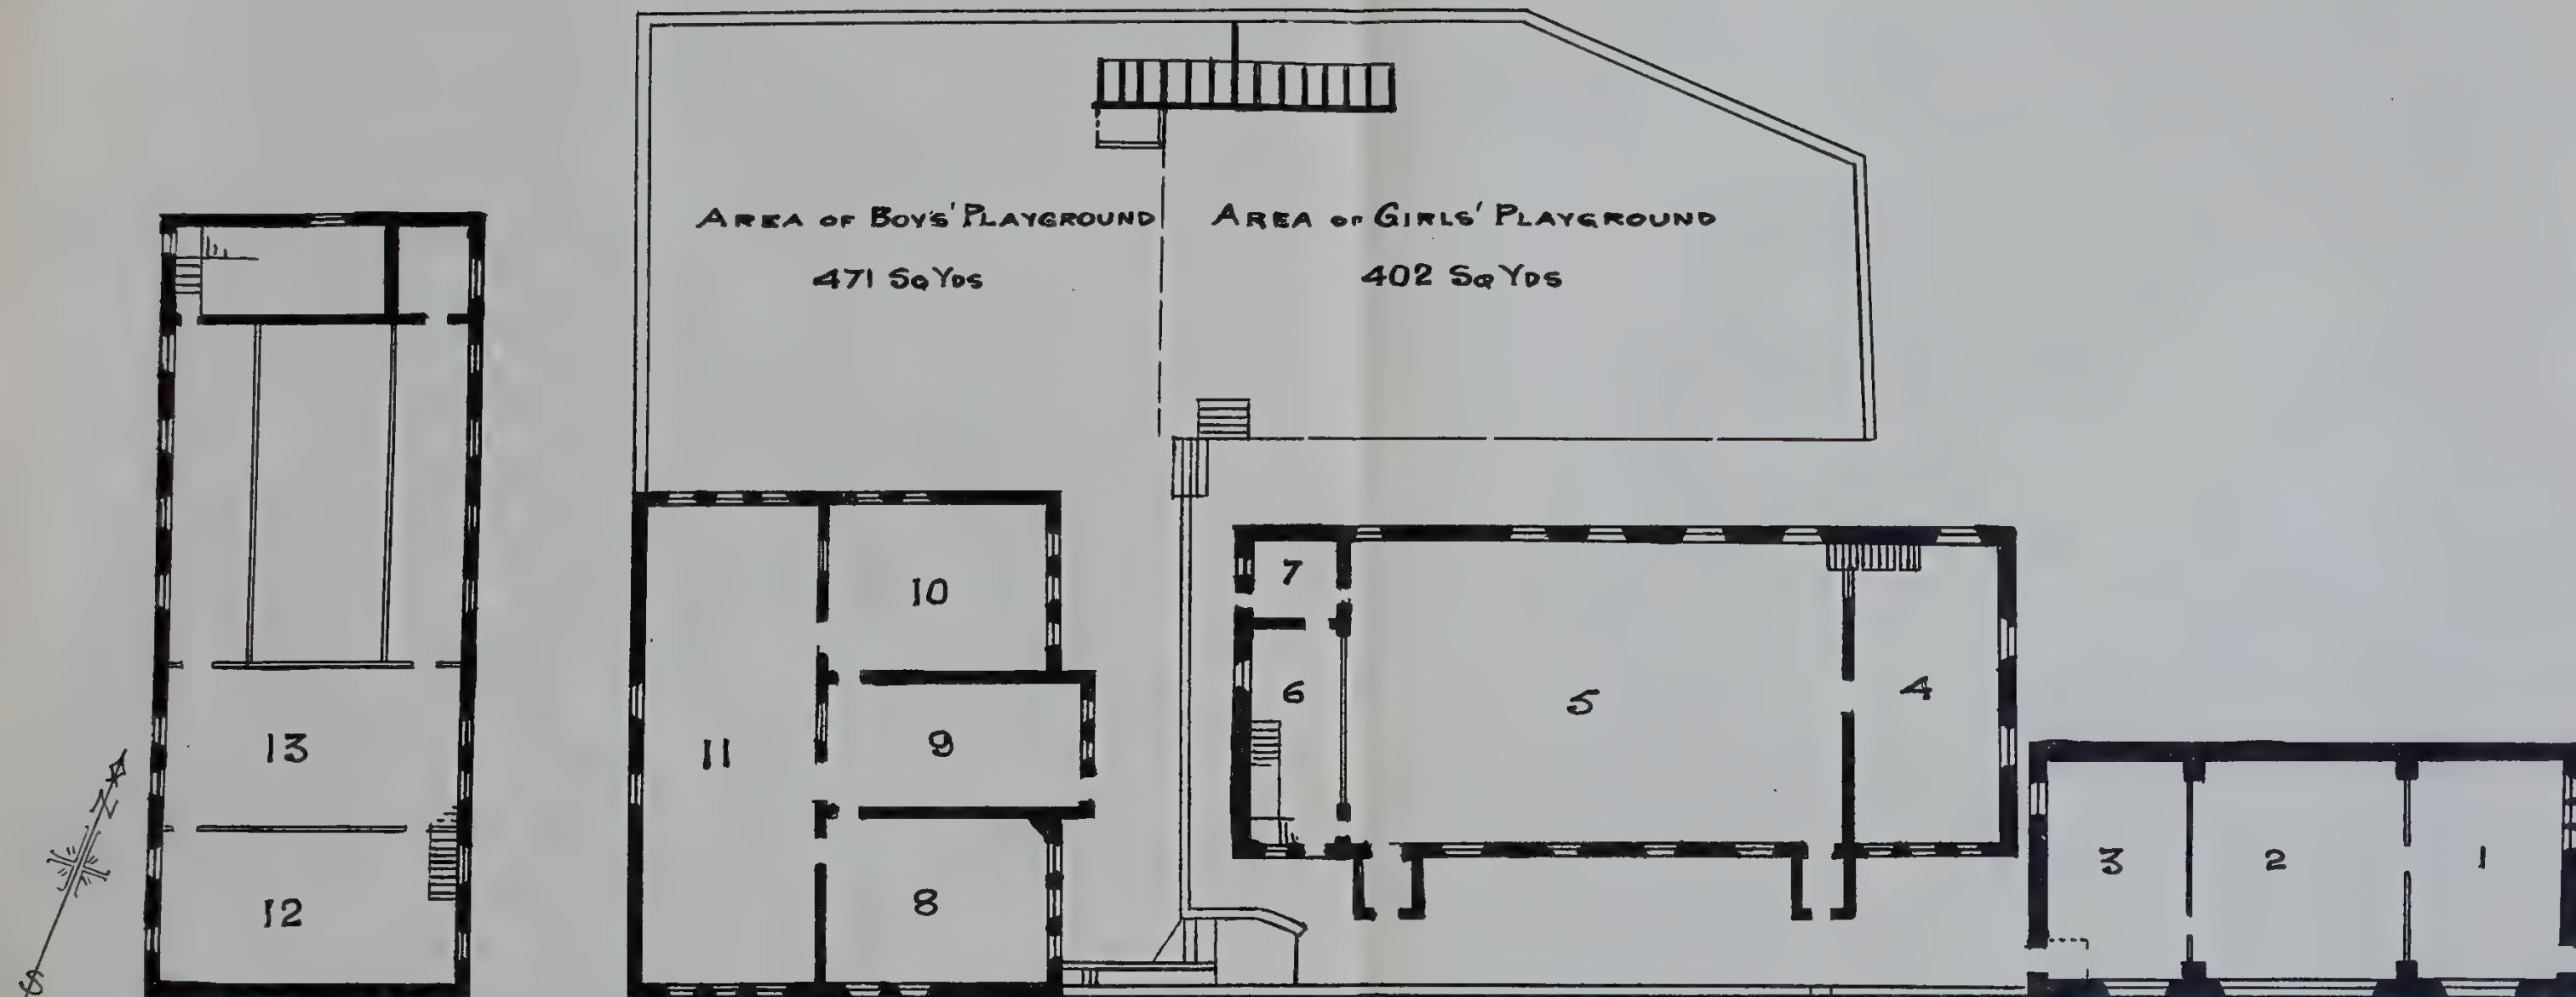 AREA OF BOYS' PLAYGROUND
471 SQ YDS
AREA OF GIRLS' PLAYGROUND
402 SQ YDS
7
10
6
4
5
9
11
13
3
2
1
8
12
N
S